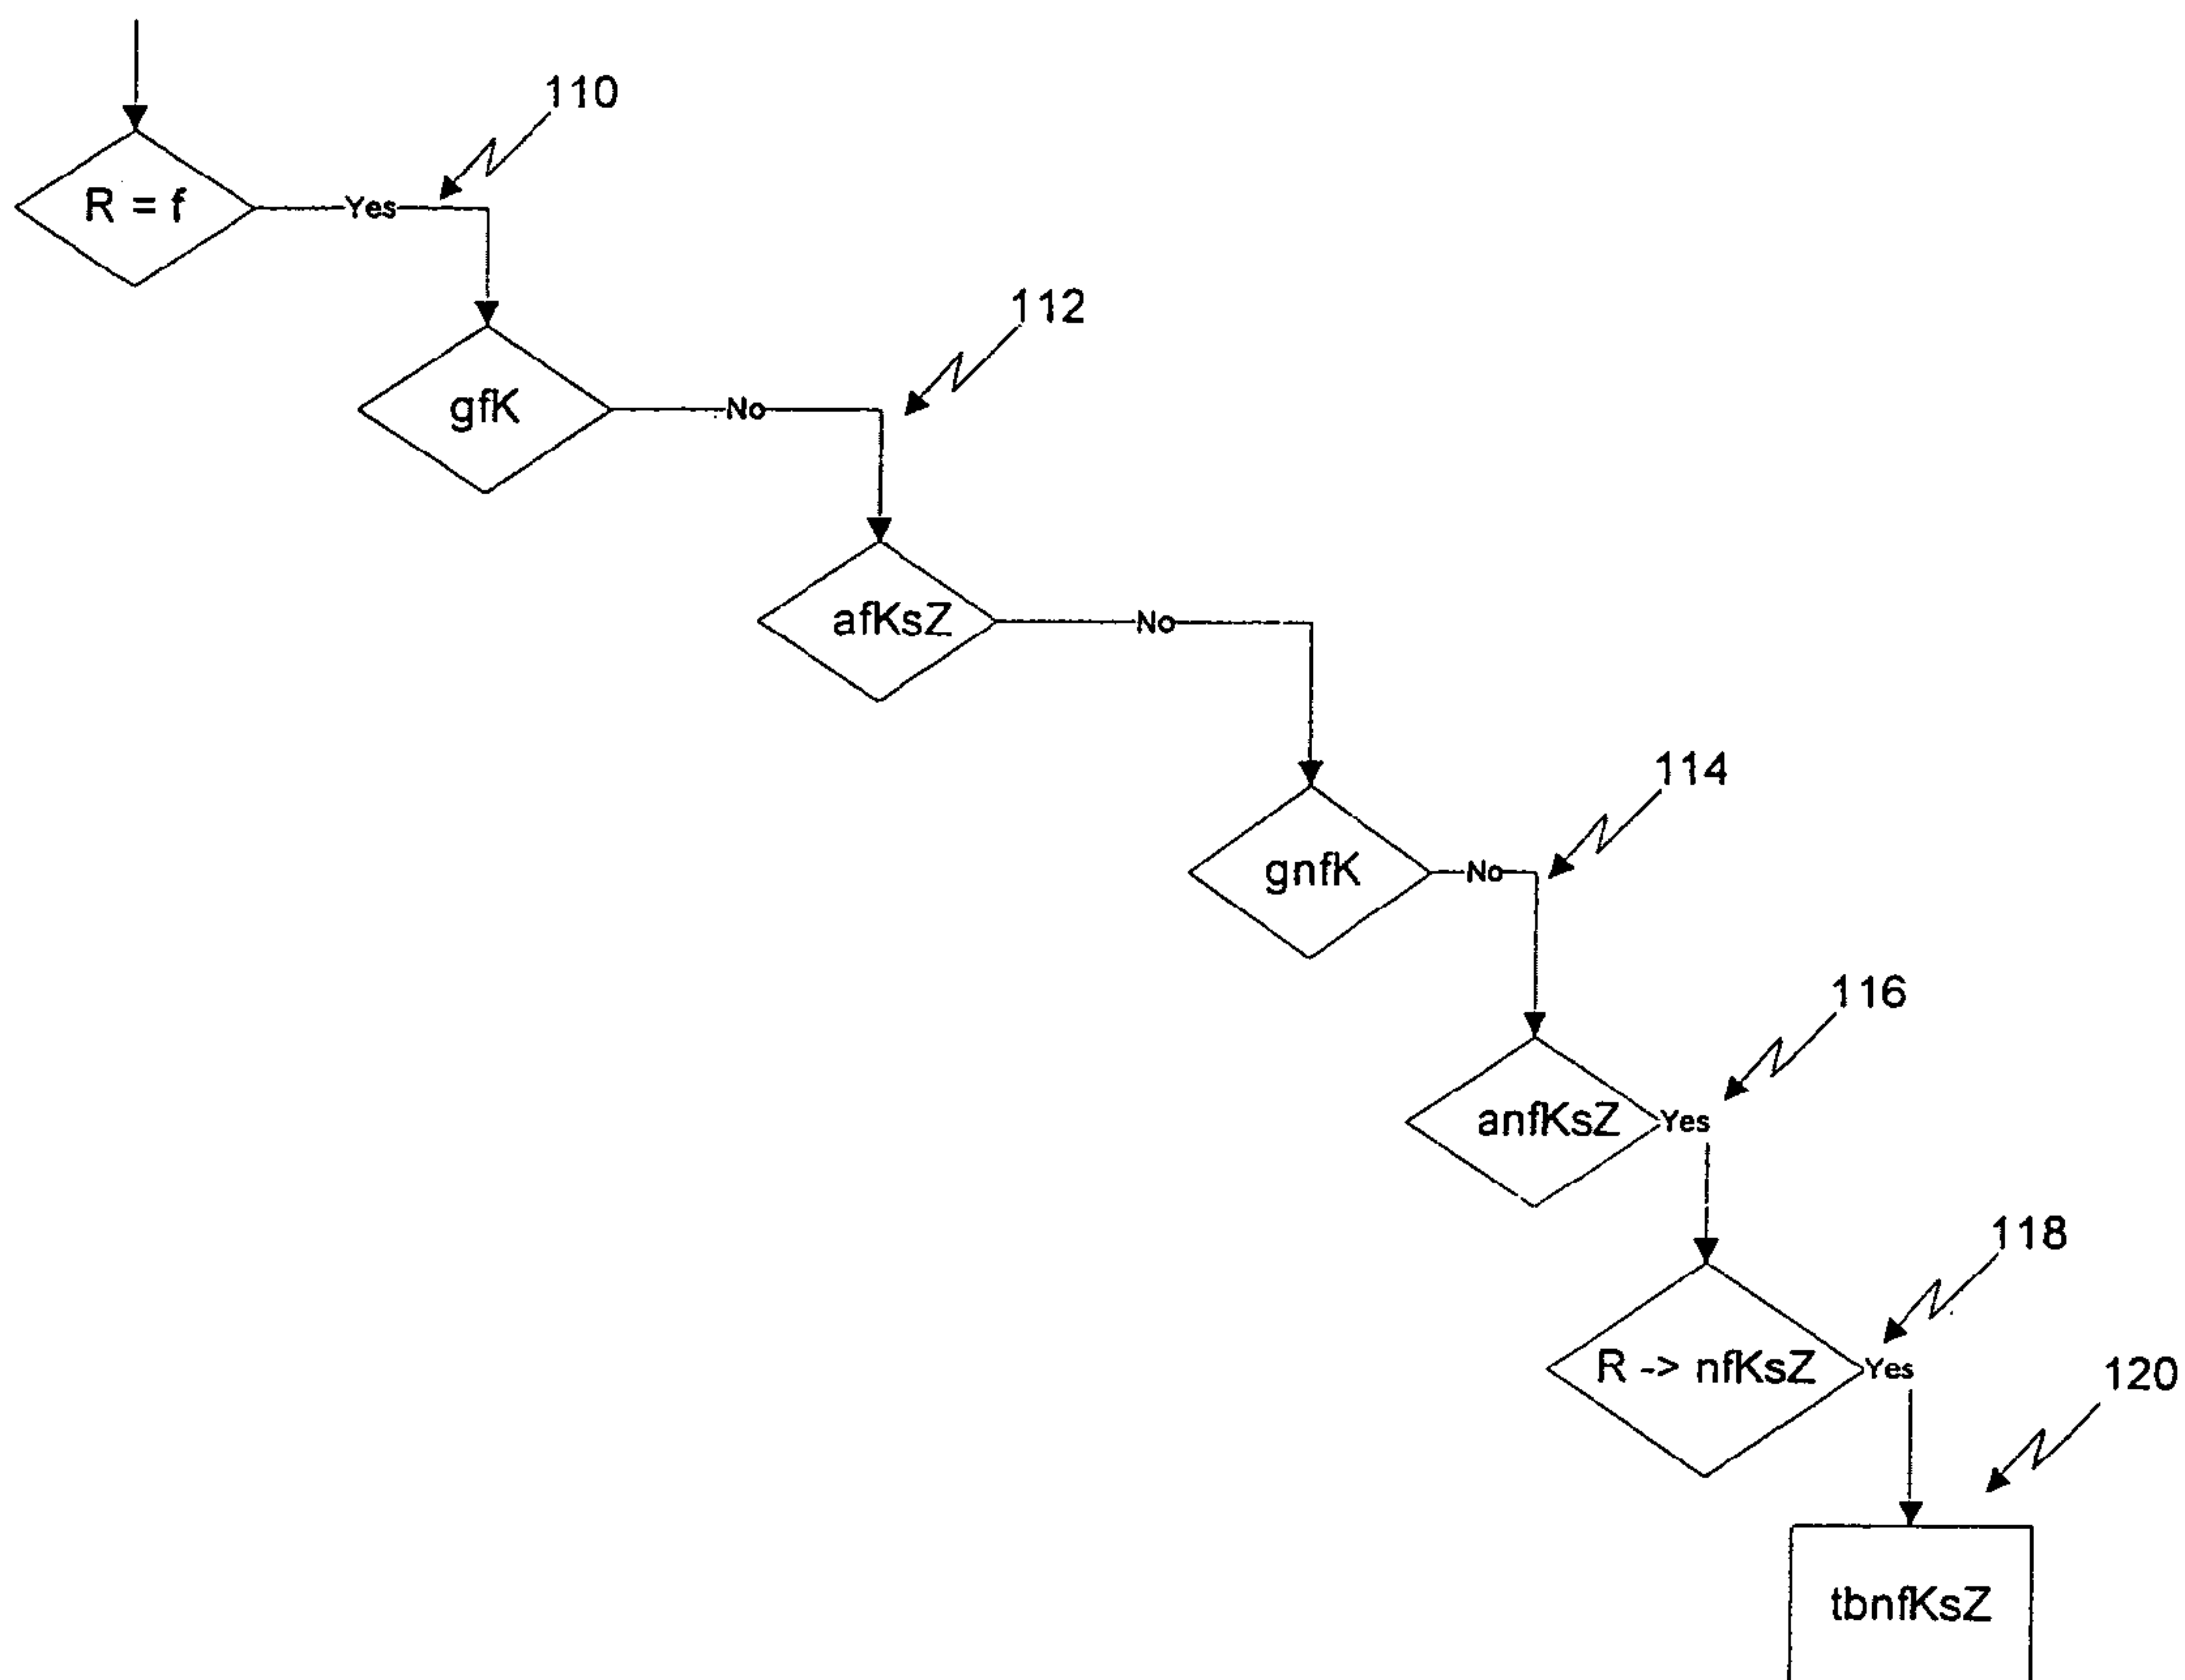 110
R = f
Yes
112
gfK
No
afKsZ
No
114
gnfK
No
116
anfKsZ
Yes
118
R -> nfKsZ
Yes
120
tbnfKsZ